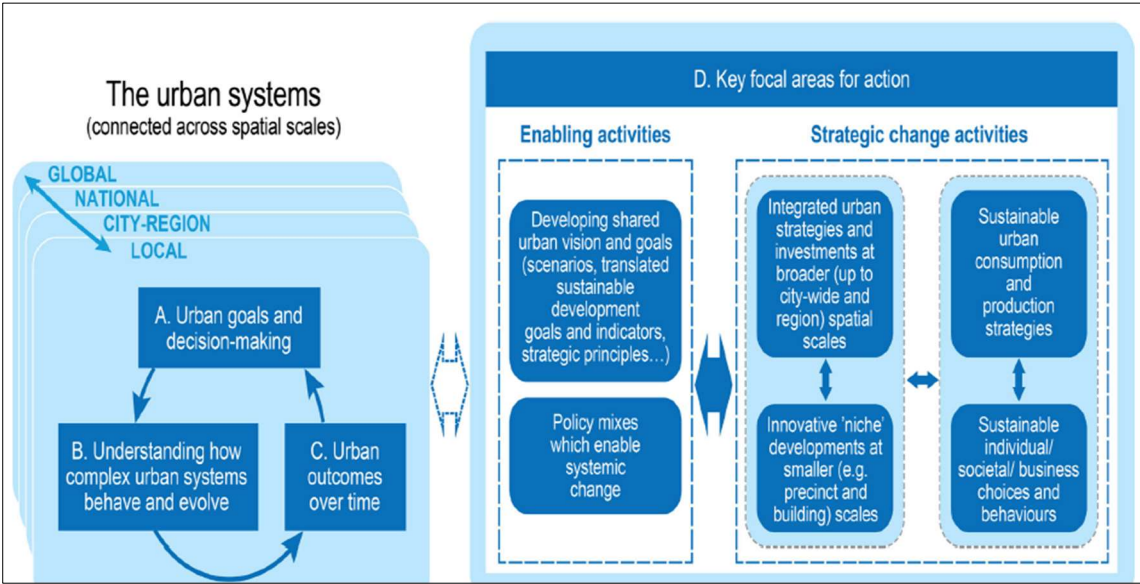 The urban systems
(connected across spatial scales)
GLOBAL
NATIONAL
CITY-REGION
LOCAL
A. Urban goals and
decision-making
B. Understanding how
complex urban systems
behave and evolve
C. Urban
outcomes
over time
D. Key focal areas for action
Enabling activities
Developing shared
urban vision and goals
(scenarios, translated
sustainable
development
goals and indicators,
strategic principles...)
Policy mixes
which enable
systemic
change
Strategic change activities
Integrated urban
strategies and
investments at
broader (up to
city-wide and
region) spatial
scales
Innovative 'niche'
developments at
smaller (e.g.
precinct and
building) scales
Sustainable
urban
consumption
and
production
strategies
Sustainable
individual/
societal/ business
choices and
behaviours